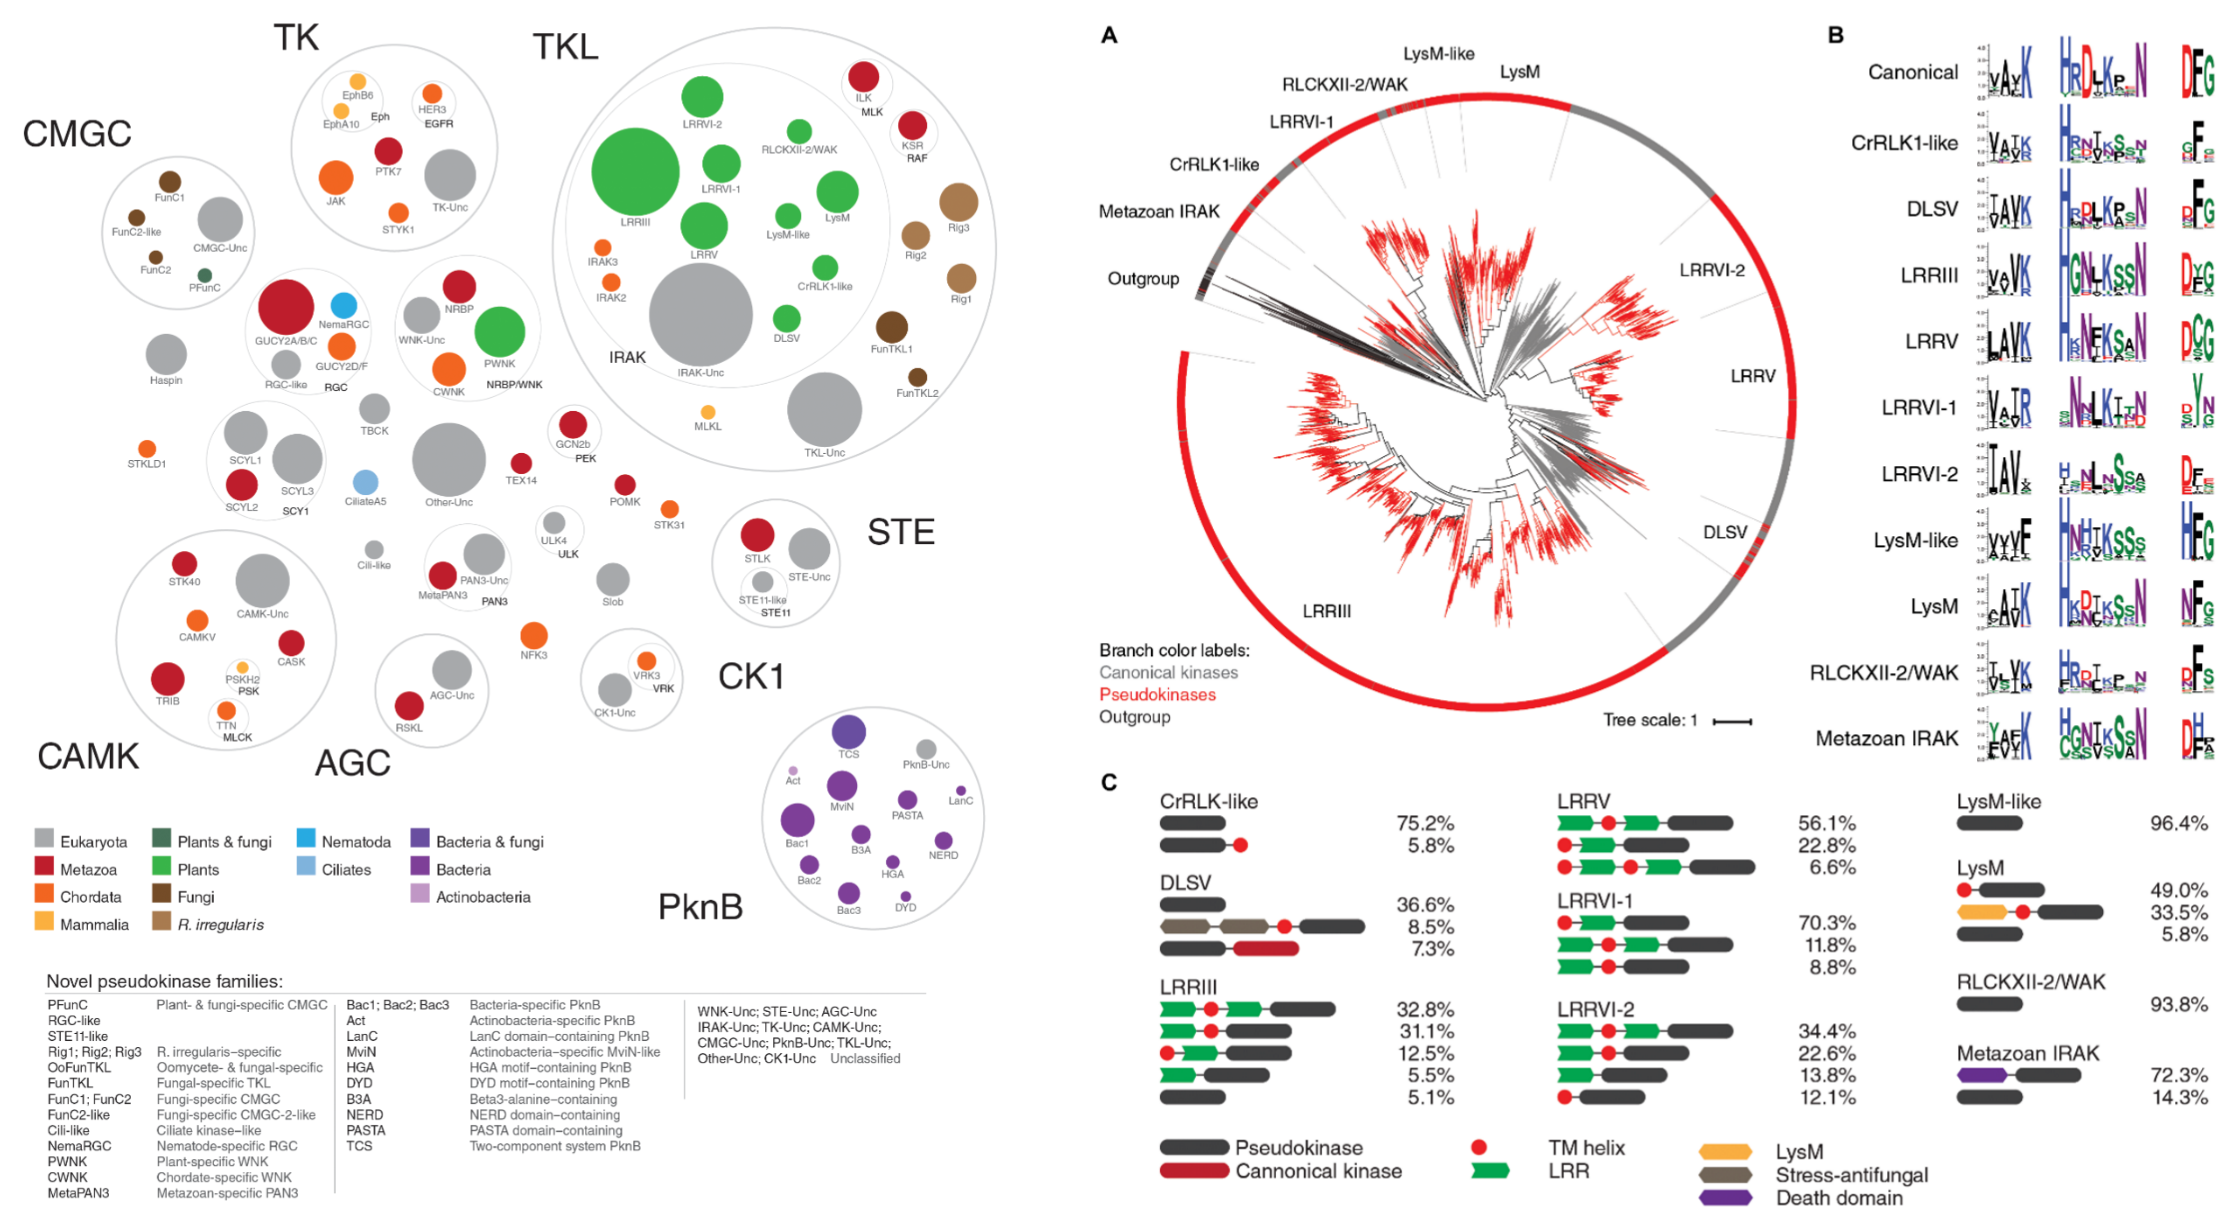 TK
EphB6
EphA10
Eph
HER3
EGFR
PTK7
JAK
TK-Unc
STYK1
CMGC
FunC1
FunC2-like
CMGC-Unc
FunC2
PFunC
TKL
LRRVI-2
ILK
MLK
KSR
RAF
RLCKXII-2/WAK
LRRVI-1
LRRIII
LysM
LysM-like
LRRV
IRAK3
IRAK2
CrRLK1-like
DLSV
IRAK
IRAK-Unc
Rig3
Rig2
Rig1
FunTKL1
FunTKL2
MLKL
TKL-Unc
Haspin
GUCY2A/B/C
NemaRGC
GUCY2D/F
RGC-like
RGC
NRBP
WNK-Unc
PWNK
CWNK
NRBP/WNK
TBCK
STKLD1
SCYL1
SCYL3
SCYL2
SCY1
CiliateA5
Other-Unc
TEX14
GCN2b
PEK
POMK
STK31
Cili-like
PAN3-Unc
MetaPAN3
PAN3
ULK4
ULK
Slob
NFK3
STE
STLK
STE-Unc
STE11-like
STE11
CAMK
STK40
CAMK-Unc
CAMKV
CASK
TRIB
PSKH2
PSK
TTN
MLCK
AGC
AGC-Unc
RSKL
CK1
VRK3
VRK
CK1-Unc
PknB
TCS
PknB-Unc
Act
MviN
LanC
PASTA
Bac1
B3A
NERD
Bac2
HGA
Bac3
DYD
Eukaryota
Metazoa
Chordata
Mammalia
Plants & fungi
Plants
Fungi
R. irregularis
Nematoda
Ciliates
Bacteria & fungi
Bacteria
Actinobacteria
Novel pseudokinase families:
PFunC Plant- & fungi-specific CMGC
RGC-like
STE11-like
Rig1; Rig2; Rig3 R. irregularis–specific
OoFunTKL Oomycete- & fungal-specific
FunTKL Fungal-specific TKL
FunC1; FunC2 Fungi-specific CMGC
FunC2-like Fungi-specific CMGC-2-like
Cili-like Ciliate kinase–like
NemaRGC Nematode-specific RGC
PWNK Plant-specific WNK
CWNK Chordate-specific WNK
MetaPAN3 Metazoan-specific PAN3
Bac1; Bac2; Bac3 Bacteria-specific PknB
Act Actinobacteria-specific PknB
LanC LanC domain–containing PknB
MviN Actinobacteria–specific MviN-like
HGA HGA motif–containing PknB
DYD DYD motif–containing PknB
B3A Beta3-alanine–containing
NERD NERD domain–containing
PASTA PASTA domain–containing
TCS Two-component system PknB
WNK-Unc; STE-Unc; AGC-Unc
IRAK-Unc; TK-Unc; CAMK-Unc;
CMGC-Unc; PknB-Unc; TKL-Unc;
Other-Unc; CK1-Unc Unclassified
A
LysM-like
LysM
RLCKXII-2/WAK
LRRVI-1
CrRLK1-like
Metazoan IRAK
Outgroup
LRRVI-2
LRRV
DLSV
LRRIII
Branch color labels:
Canonical kinases
Pseudokinases
Outgroup
Tree scale: 1
B
Canonical
CrRLK1-like
DLSV
LRRIII
LRRV
LRRVI-1
LRRVI-2
LysM-like
LysM
RLCKXII-2/WAK
Metazoan IRAK
C
CrRLK-like
75.2%
5.8%
DLSV
36.6%
8.5%
7.3%
LRRIII
32.8%
31.1%
12.5%
5.5%
5.1%
LRRV
56.1%
22.8%
6.6%
LRRVI-1
70.3%
11.8%
8.8%
LRRVI-2
34.4%
22.6%
13.8%
12.1%
LysM-like
96.4%
LysM
49.0%
33.5%
5.8%
RLCKXII-2/WAK
93.8%
Metazoan IRAK
72.3%
14.3%
Pseudokinase
Cannonical kinase
TM helix
LRR
LysM
Stress-antifungal
Death domain